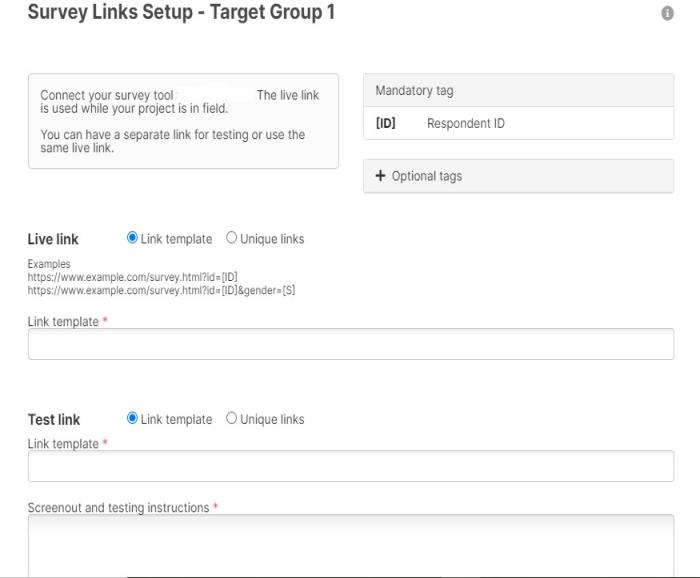 Survey Links Setup - Target Group 1
Connect your survey tool The live link
is used while your project is in field.
You can have a separate link for testing or use the
same live link.
Mandatory tag
[ID] Respondent ID
+ Optional tags
Live link Link template Unique links
Examples
https://www.example.com/survey.html?id=[ID]
https://www.example.com/survey.html?id=[ID]&gender=[S]
Link template *
Test link Link template Unique links
Link template *
Screenout and testing instructions *